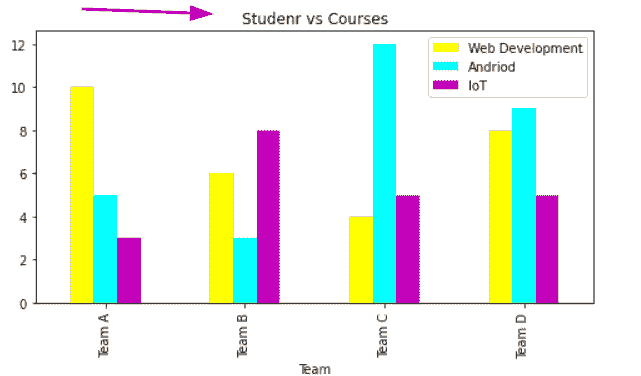 Studenr vs Courses
12
10
8
6
4
2
0
Web Development
Andriod
IoT
Team A
Team B
Team C
Team D
Team